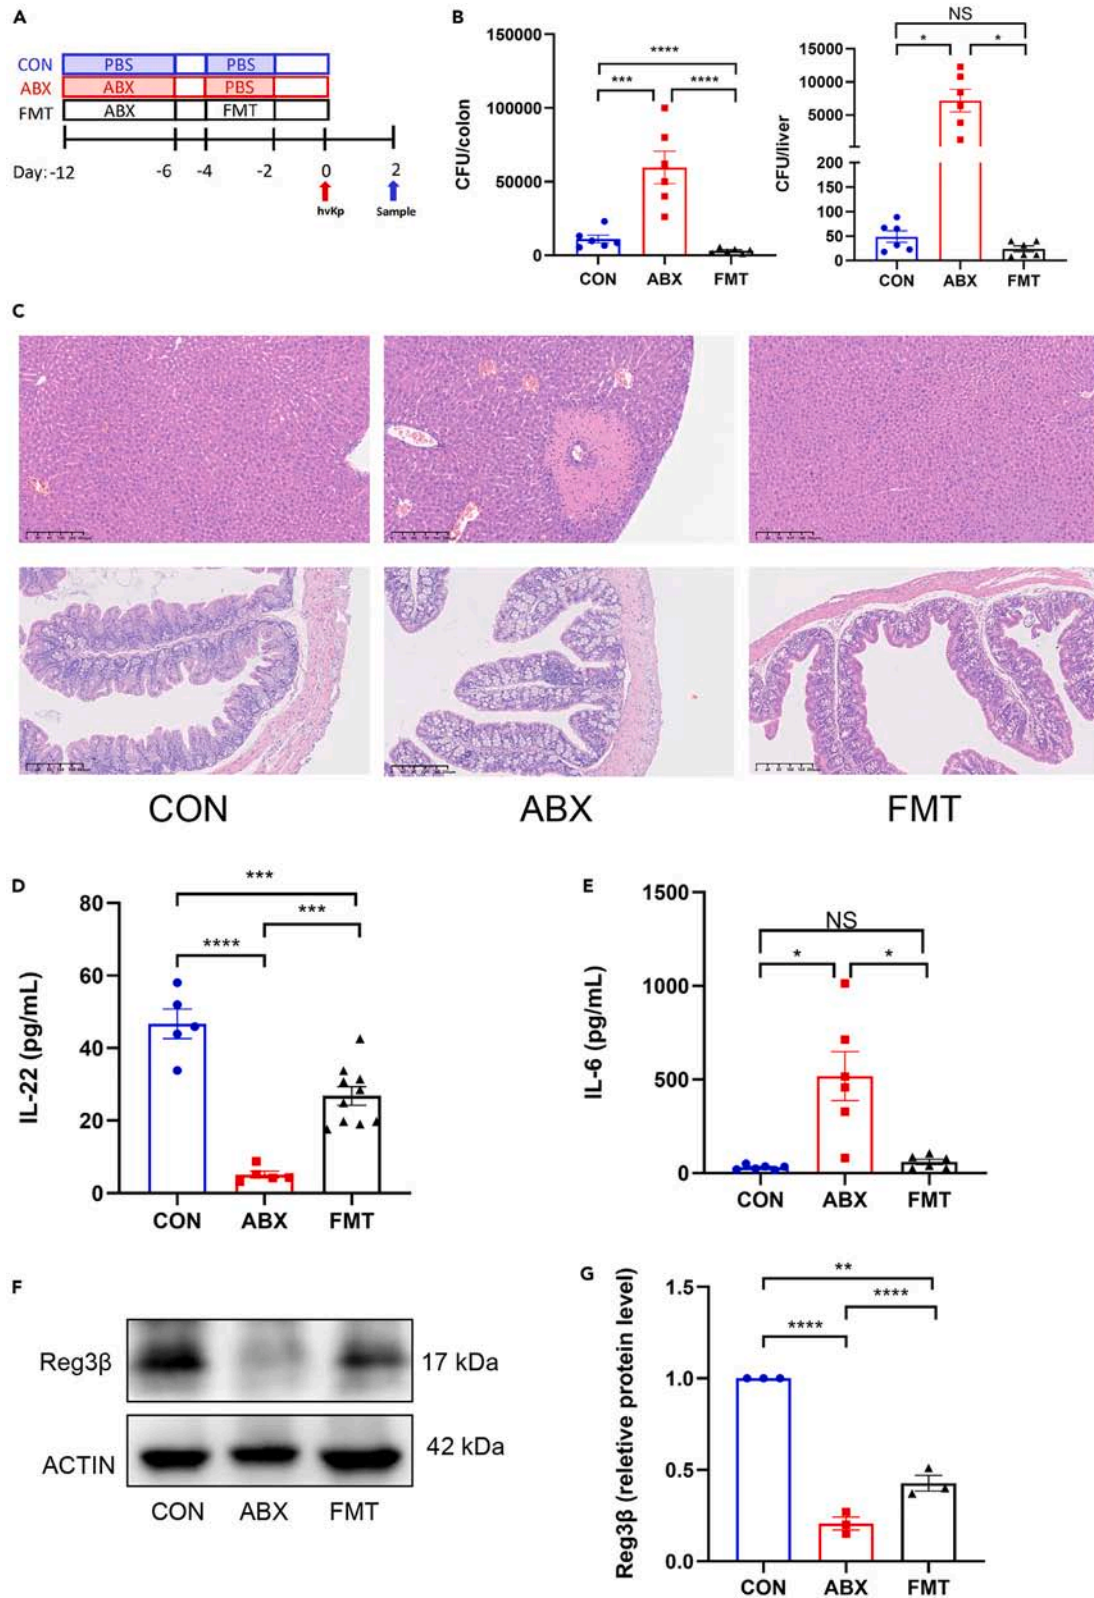 A
CON PBS PBS
ABX ABX PBS
FMT ABX FMT
Day: -12 -6 -4 -2 0 2
hvKp Sample
B
CFU/colon
150000
100000
50000
0
**** 
*** ****
CON ABX FMT
CFU/liver
15000
10000
5000
200
150
100
50
0
NS
* *
CON ABX FMT
C
CON ABX FMT
D
IL-22 (pg/mL)
80
60
40
20
0
***
***
****
CON ABX FMT
E
IL-6 (pg/mL)
1500
1000
500
0
NS
* *
CON ABX FMT
F
Reg3β 17 kDa
ACTIN 42 kDa
CON ABX FMT
G
Reg3β (reletive protein level)
1.5
1.0
0.5
0.0
**
****
****
CON ABX FMT